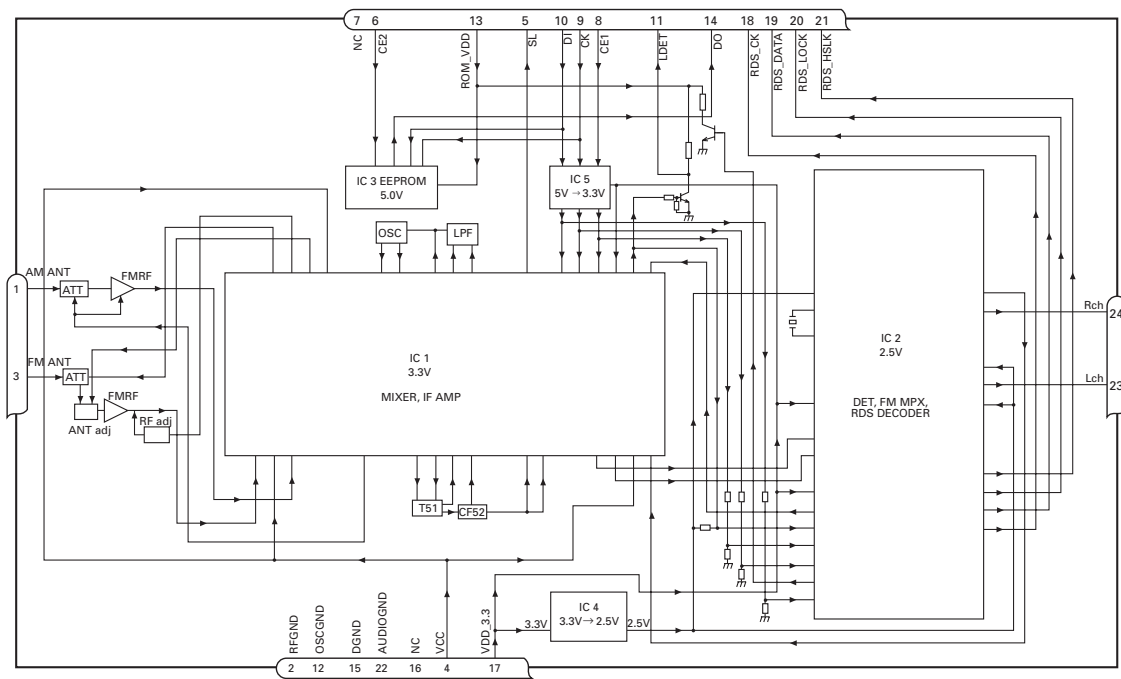 7 6 13 5 10 9 8 11 14 18 19 20 21
NC
CE2
ROM_VDD
SL
DI
CK
CE1
LDET
DO
RDS_CK
RDS_DATA
RDS_LOCK
RDS_HSLK
IC 3 EEPROM
5.0V
IC 5
5V → 3.3V
OSC
LPF
AM ANT
1
ATT
FMRF
FM ANT
3
ATT
FMRF
ANT adj
RF adj
IC 1
3.3V
MIXER, IF AMP
IC 2
2.5V
DET, FM MPX,
RDS DECODER
Rch
24
Lch
23
T51
CF52
IC 4
3.3V → 2.5V
3.3V
2.5V
RFGND
OSCGND
DGND
AUDIOGND
NC
VCC
VDD_3.3
2 12 15 22 16 4 17